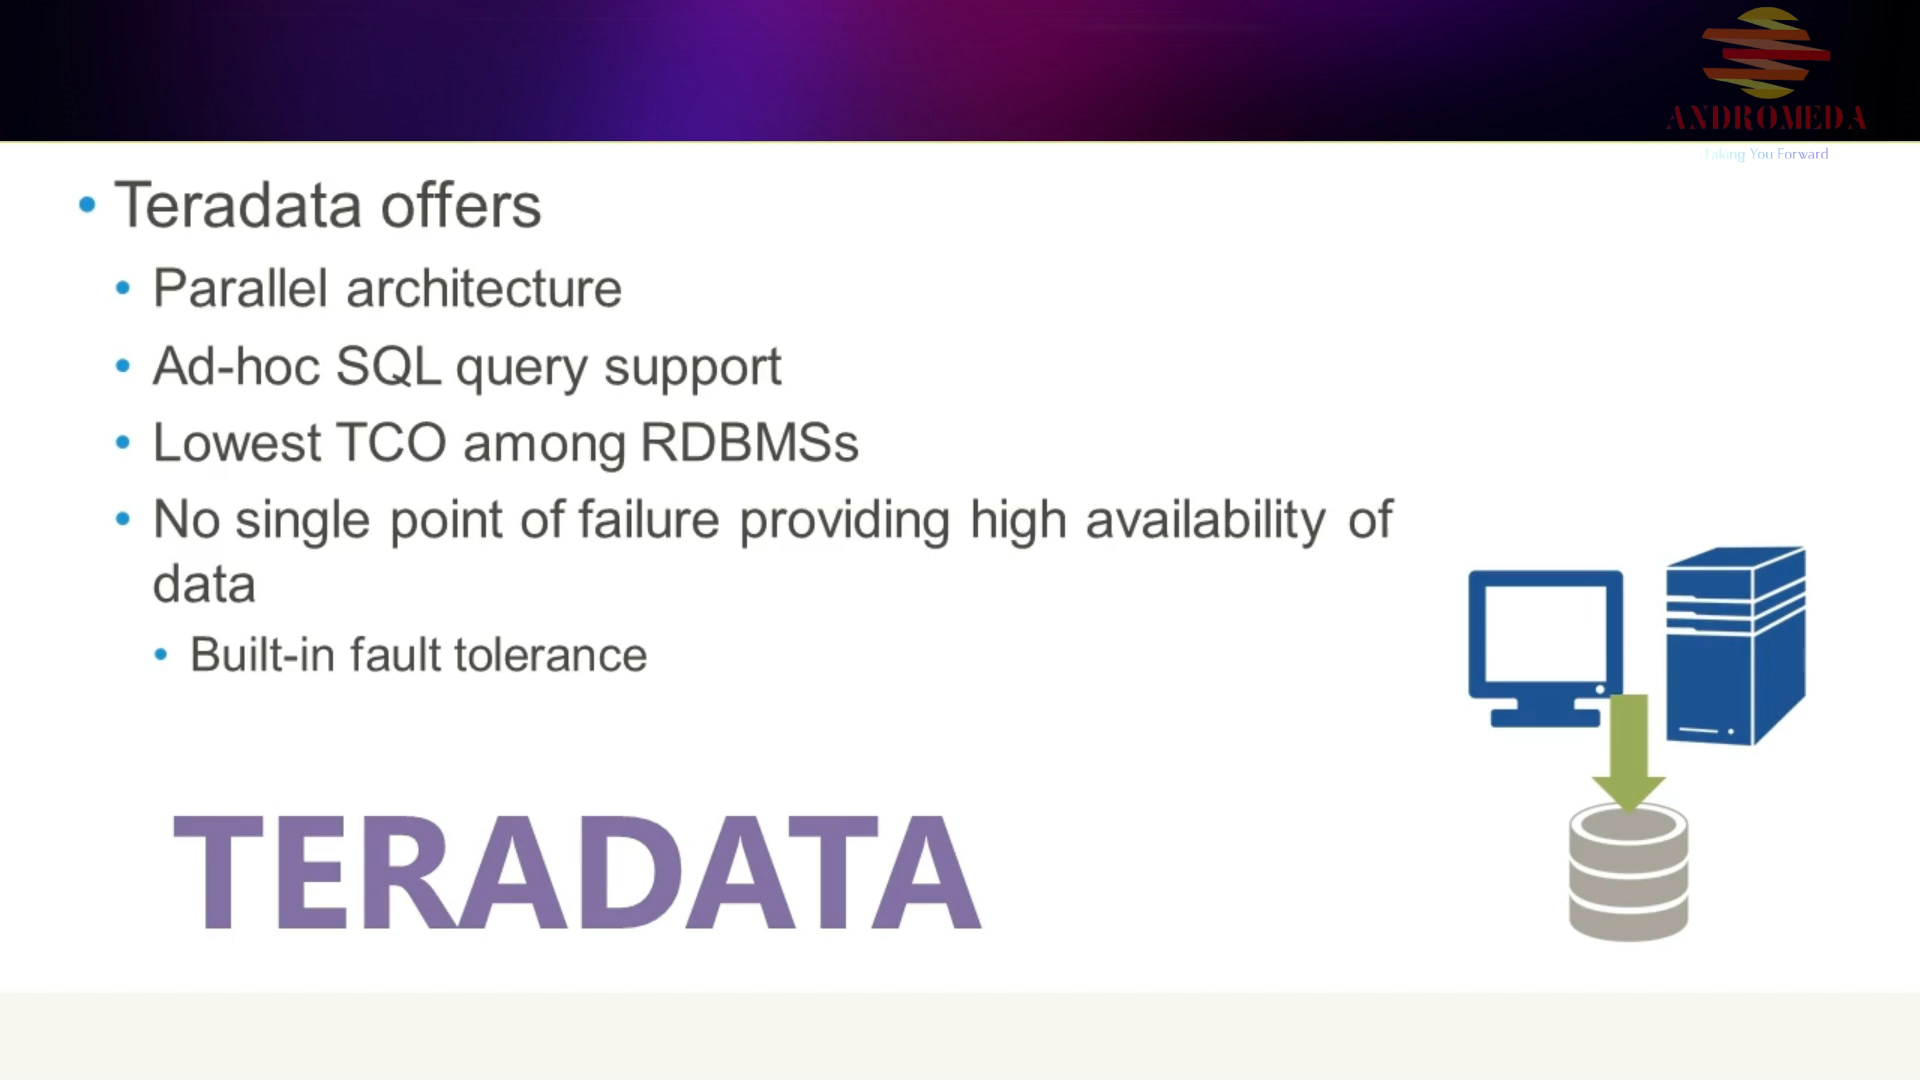 ANDROMEDA
Taking You Forward
• Teradata offers
• Parallel architecture
• Ad-hoc SQL query support
• Lowest TCO among RDBMSs
• No single point of failure providing high availability of
data
• Built-in fault tolerance
TERADATA